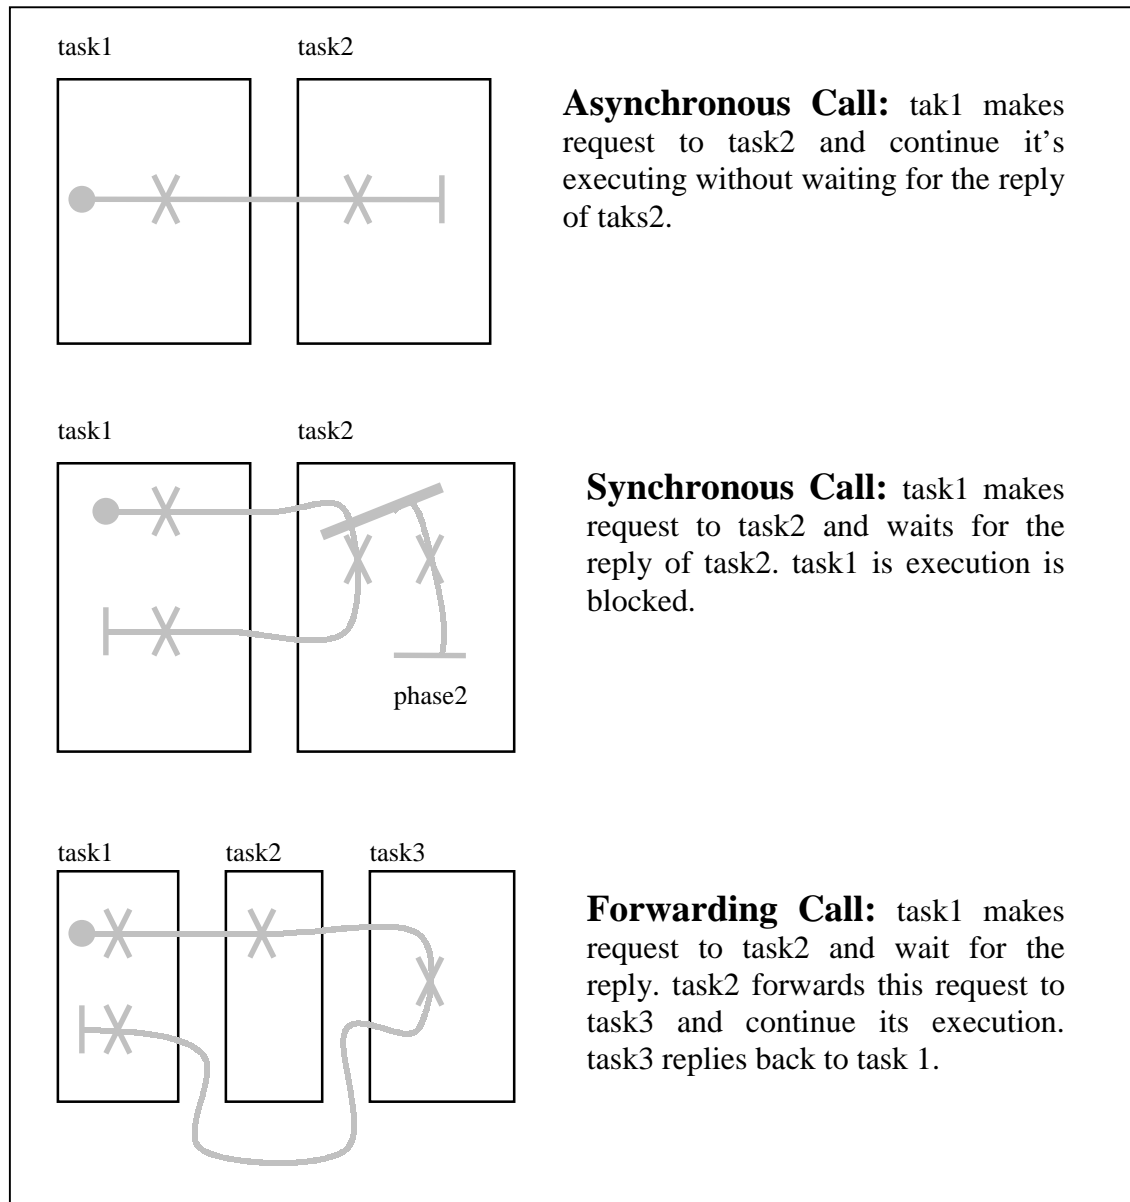 task1 task2
Asynchronous Call: tak1 makes
request to task2 and continue it’s
executing without waiting for the reply
of taks2.
task1 task2
Synchronous Call: task1 makes
request to task2 and waits for the
reply of task2. task1 is execution is
blocked.
phase2
task1 task2 task3
Forwarding Call: task1 makes
request to task2 and wait for the
reply. task2 forwards this request to
task3 and continue its execution.
task3 replies back to task 1.